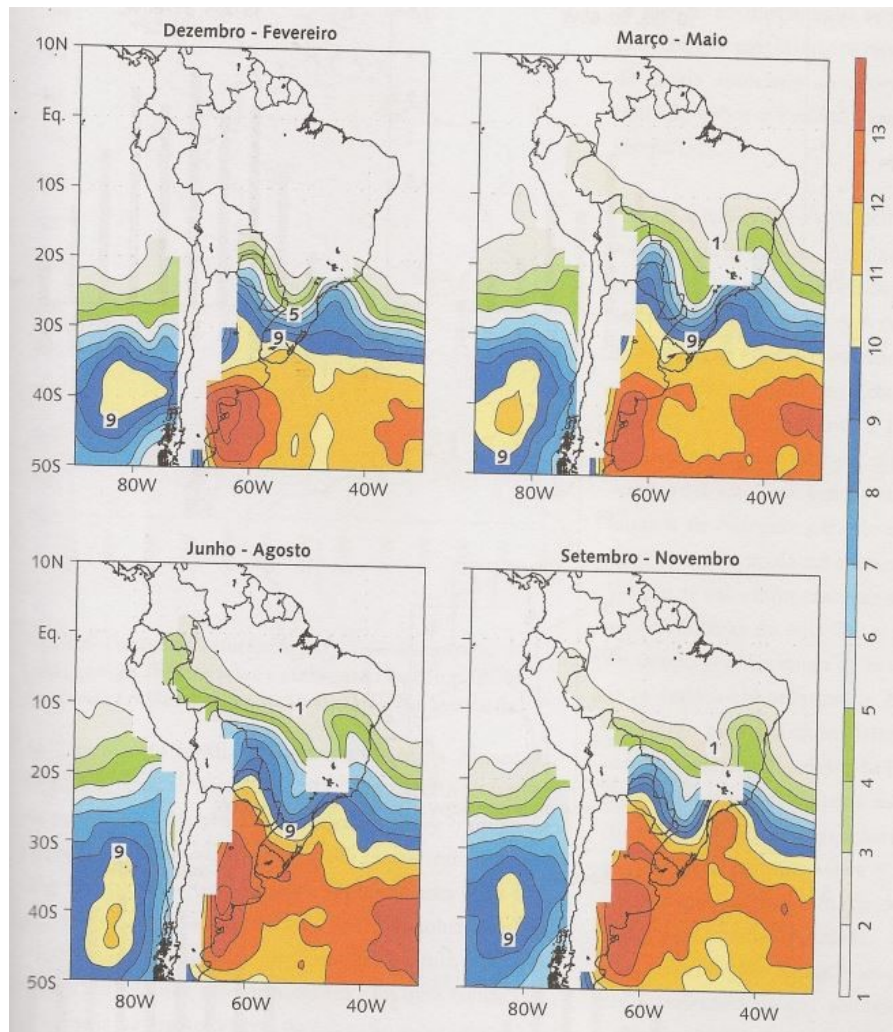 Dezembro - Fevereiro
10N
Eq.
10S
20S
30S
40S
50S
5
9
9
80W
60W
40W
Março - Maio
1
9
9
80W
60W
40W
Junho - Agosto
10N
Eq.
10S
20S
30S
40S
50S
1
9
9
80W
60W
40W
Setembro - Novembro
1
9
80W
60W
40W
13
12
11
10
9
8
7
6
5
4
3
2
1